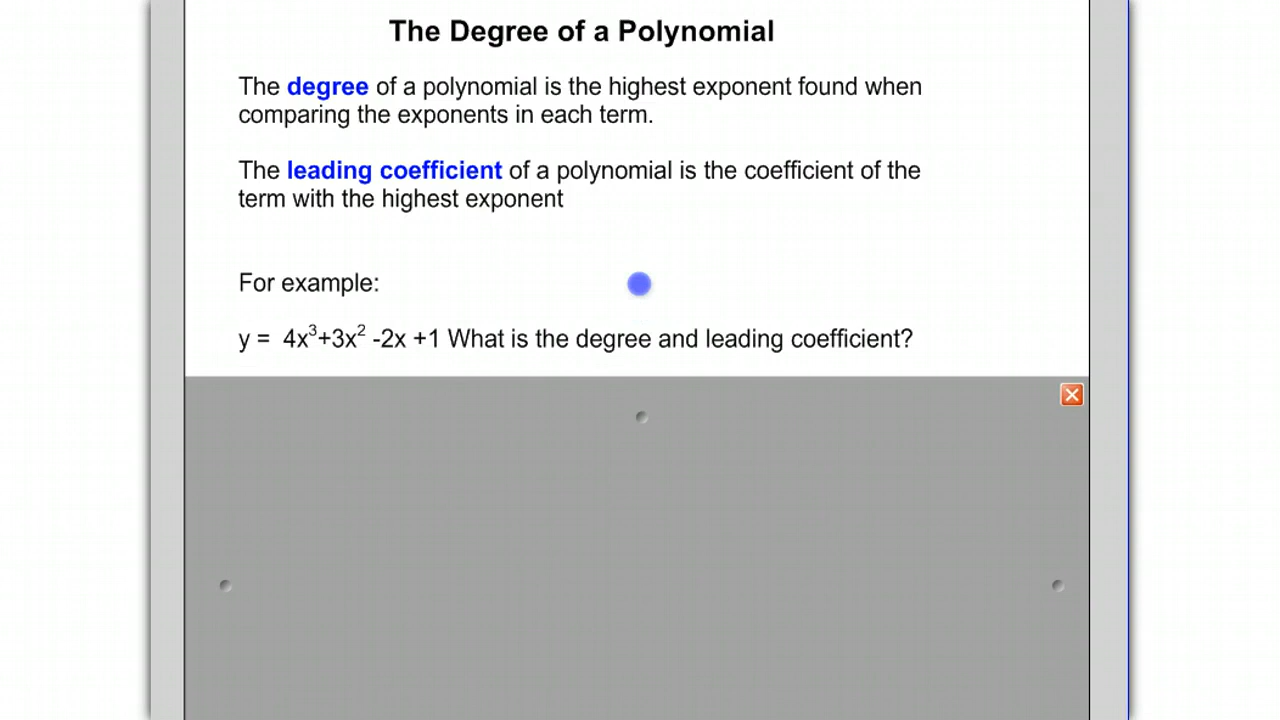 The Degree of a Polynomial
The degree of a polynomial is the highest exponent found when
comparing the exponents in each term.
The leading coefficient of a polynomial is the coefficient of the
term with the highest exponent
For example:
y = 4x³+3x² -2x +1 What is the degree and leading coefficient?